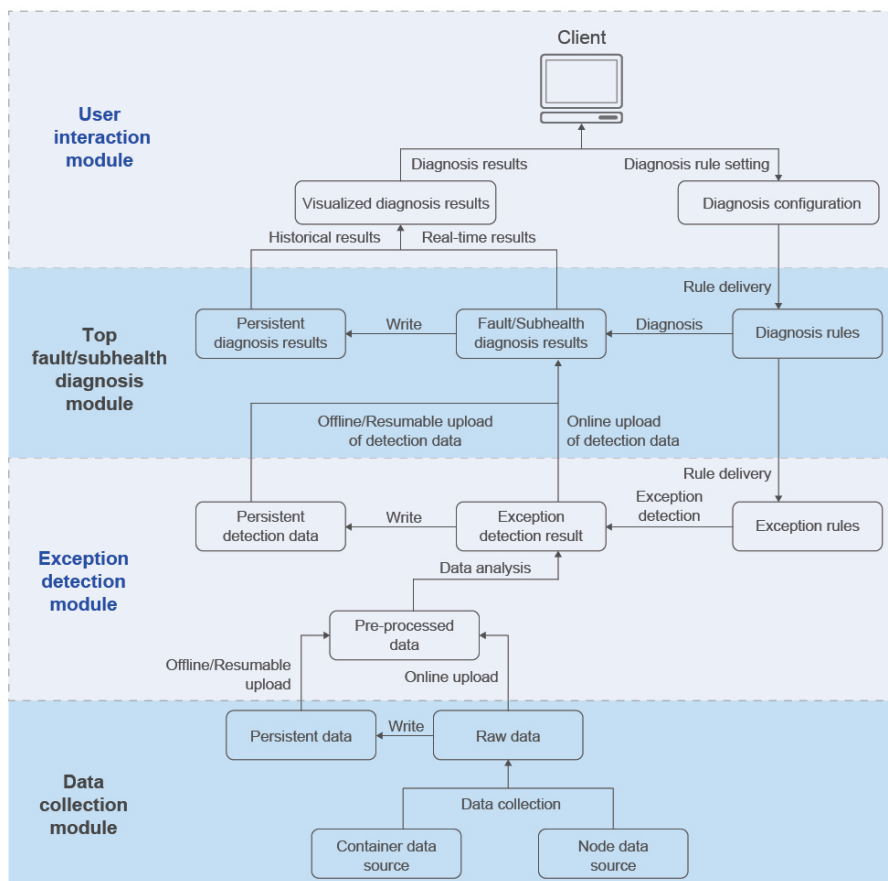 Client
User
interaction
module
Diagnosis results
Diagnosis rule setting
Visualized diagnosis results
Diagnosis configuration
Historical results
Real-time results
Rule delivery
Top
fault/subhealth
diagnosis
module
Persistent
diagnosis results
Write
Fault/Subhealth
diagnosis results
Diagnosis
Diagnosis rules
Offline/Resumable upload
of detection data
Online upload
of detection data
Rule delivery
Exception
detection
module
Persistent
detection data
Write
Exception
detection result
Exception
detection
Exception rules
Data analysis
Pre-processed
data
Offline/Resumable
upload
Online upload
Data
collection
module
Persistent data
Write
Raw data
Data collection
Container data
source
Node data
source